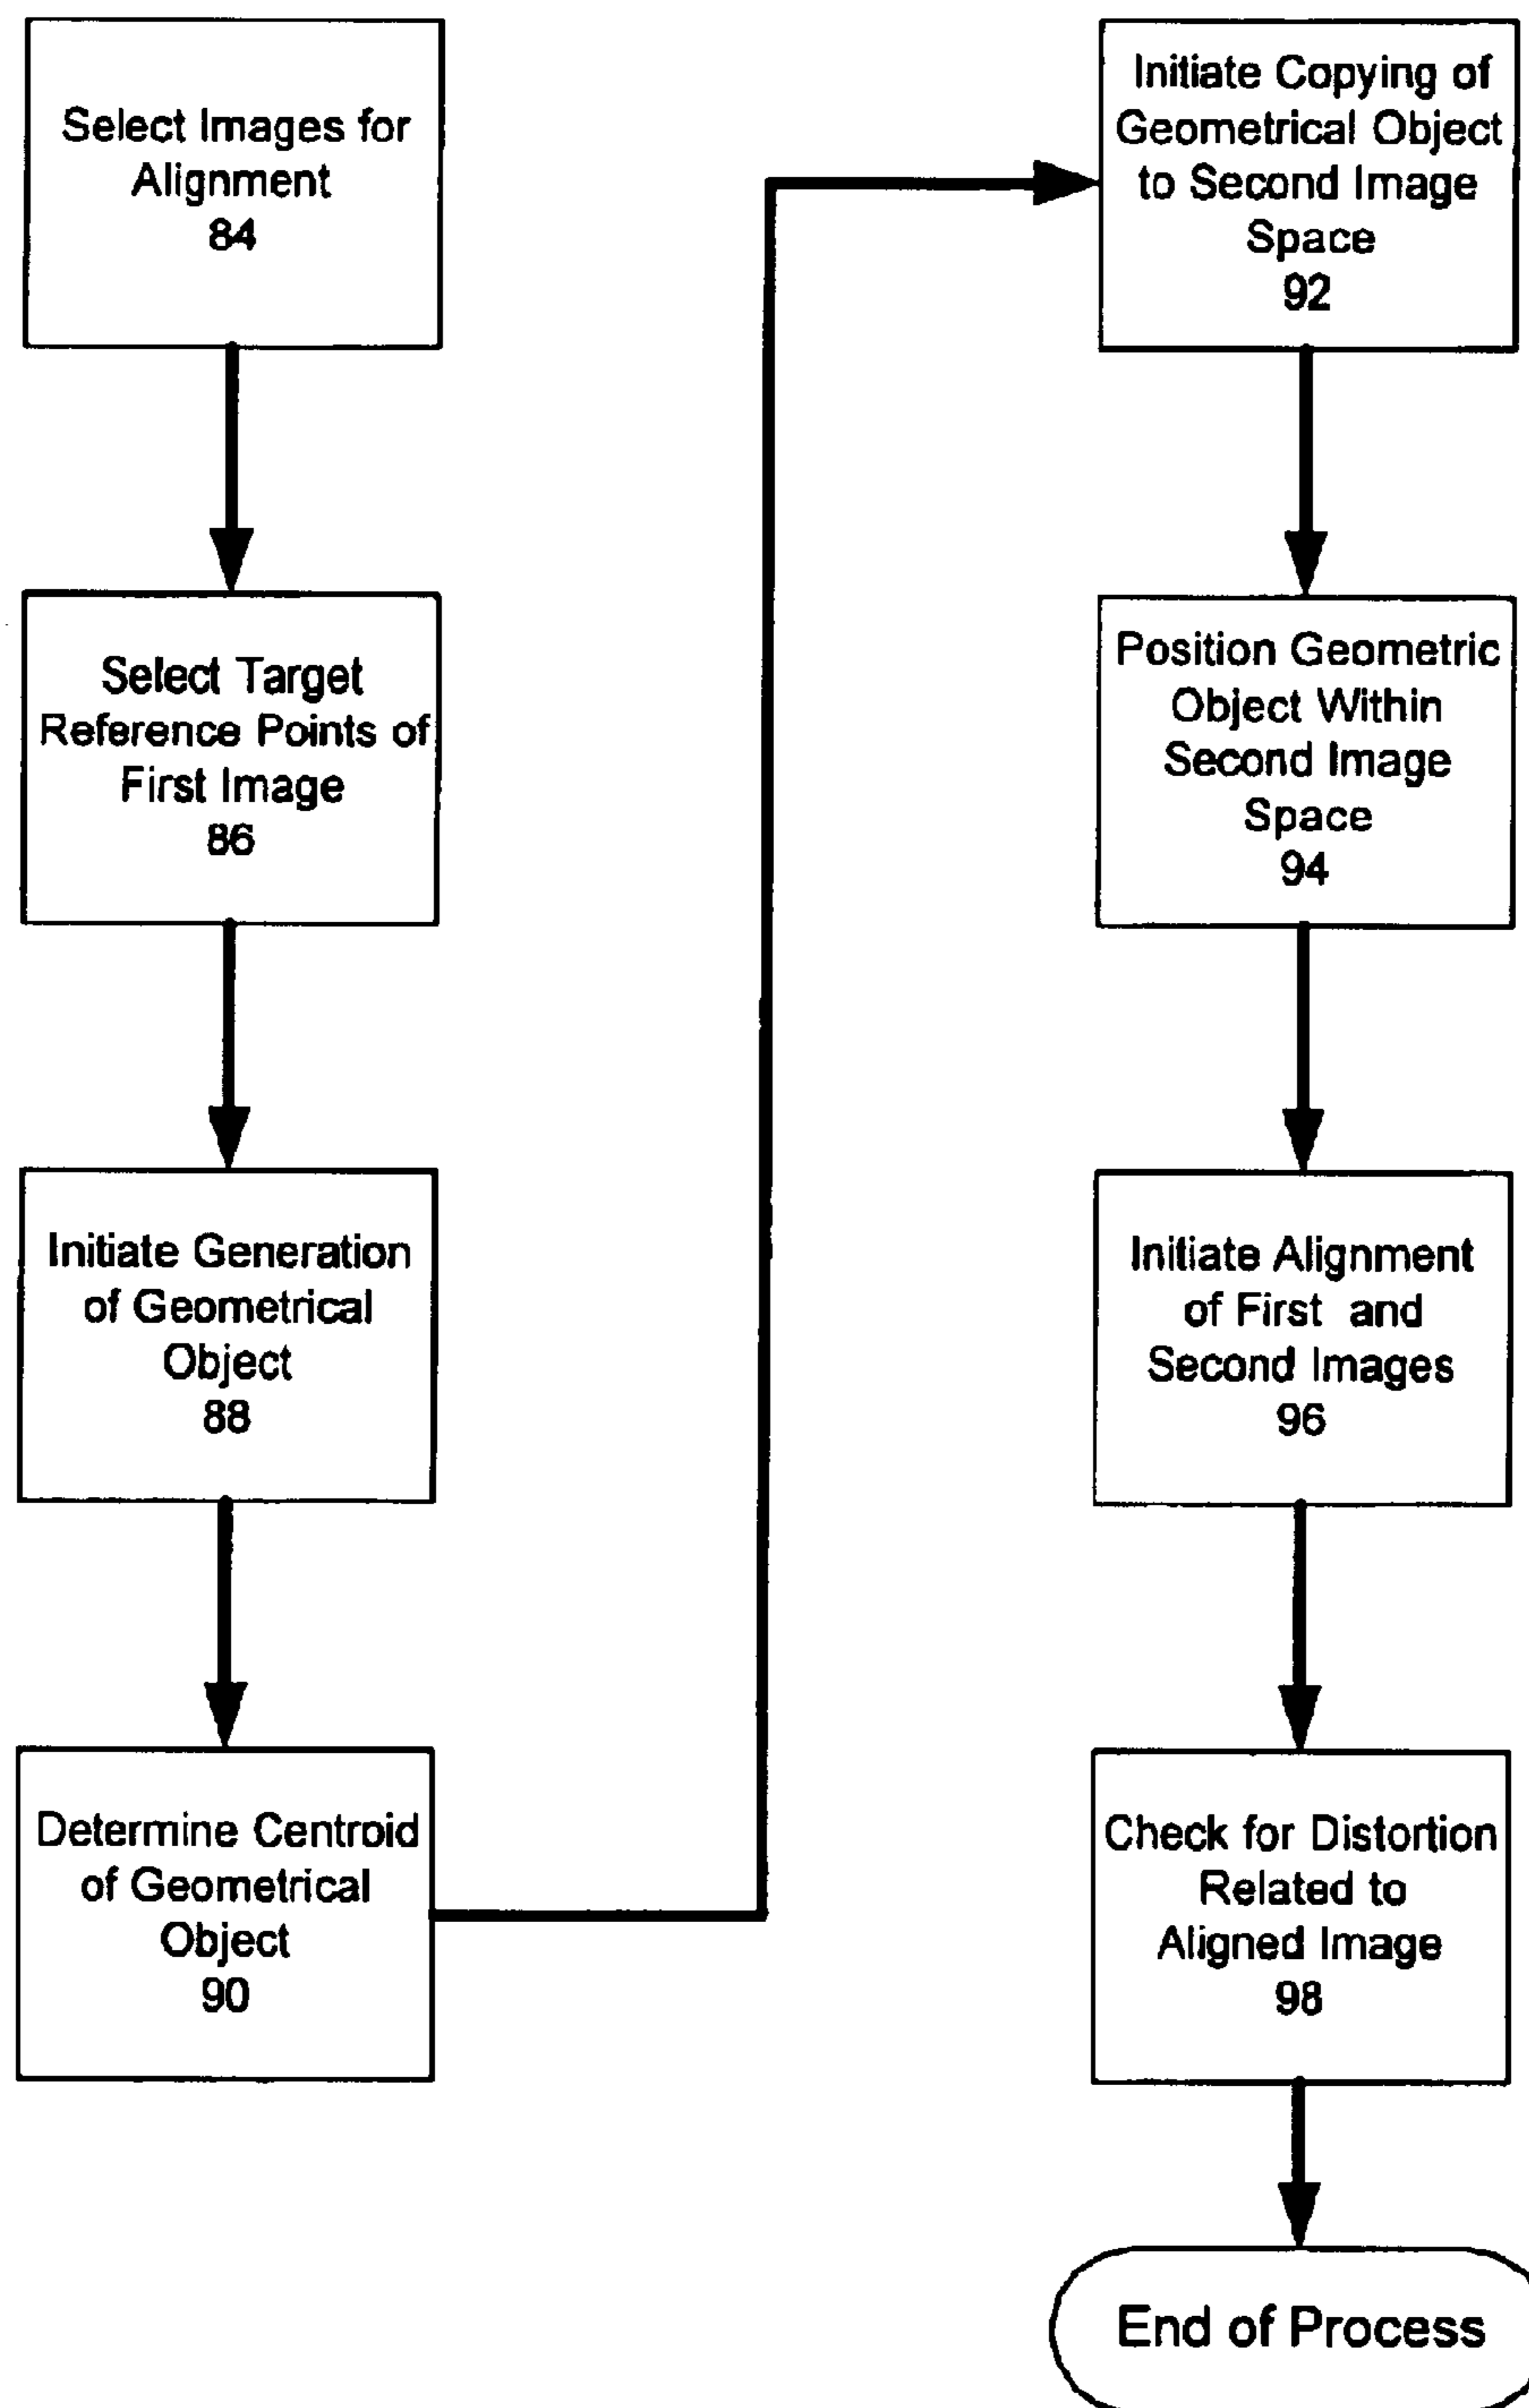 Select Images for
Alignment
84
Select Target
Reference Points of
First Image
86
Initiate Generation
of Geometrical
Object
88
Determine Centroid
of Geometrical
Object
90
Initiate Copying of
Geometrical Object
to Second Image
Space
92
Position Geometric
Object Within
Second Image
Space
94
Initiate Alignment
of First and
Second Images
96
Check for Distortion
Related to
Aligned Image
98
End of Process